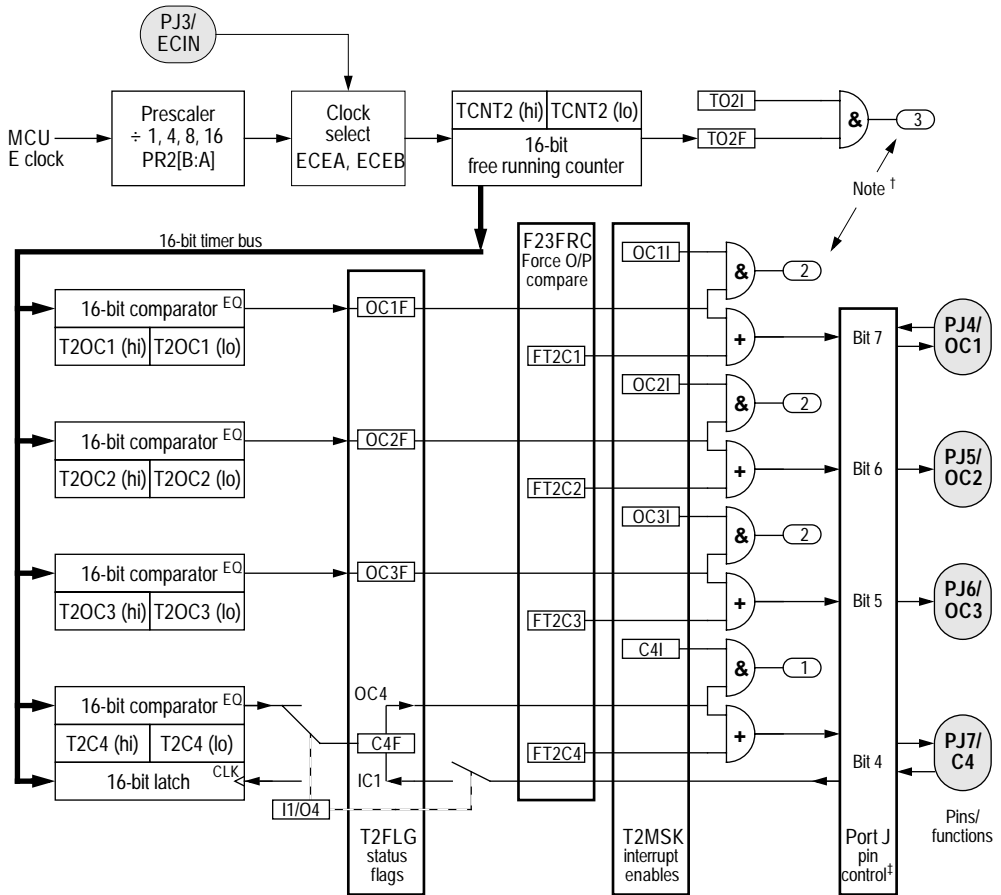 PJ3/
ECIN
MCU
E clock
Prescaler
÷ 1, 4, 8, 16
PR2[B:A]
Clock
select
ECEA, ECEB
TCNT2 (hi) TCNT2 (lo)
16-bit
free running counter
TO2I
TO2F
&
3
Note †
16-bit timer bus
F23FRC
Force O/P
compare
OC1I
&
2
16-bit comparator EQ
T2OC1 (hi) T2OC1 (lo)
OC1F
FT2C1
+
Bit 7
PJ4/
OC1
OC2I
&
2
16-bit comparator EQ
T2OC2 (hi) T2OC2 (lo)
OC2F
FT2C2
+
Bit 6
PJ5/
OC2
OC3I
&
2
16-bit comparator EQ
T2OC3 (hi) T2OC3 (lo)
OC3F
FT2C3
+
Bit 5
PJ6/
OC3
C4I
&
1
16-bit comparator EQ
T2C4 (hi) T2C4 (lo)
16-bit latch CLK
OC4
C4F
IC1
I1/O4
FT2C4
+
Bit 4
PJ7/
C4
Pins/
functions
T2FLG
status
flags
T2MSK
interrupt
enables
Port J
pin
control‡